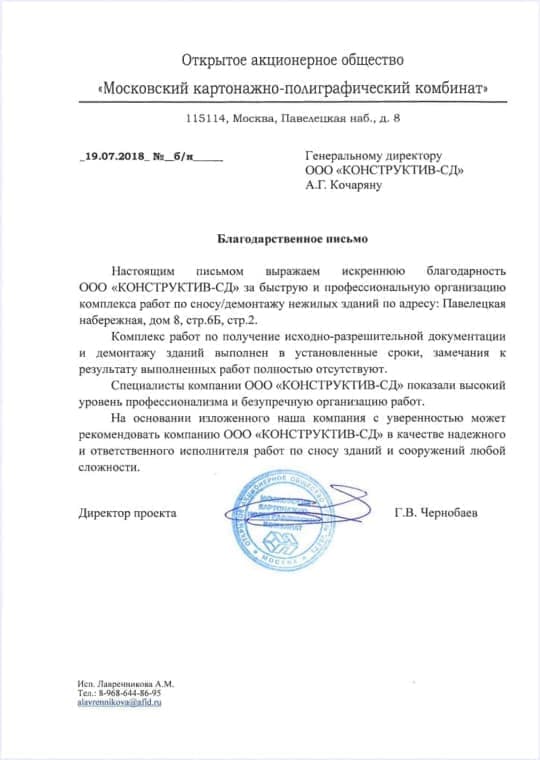 Открытое акционерное общество
«Московский картонажно-полиграфический комбинат»
115114, Москва, Павелецкая наб., д. 8
_19.07.2018_ №__б/н_____
Генеральному директору
ООО «КОНСТРУКТИВ-СД»
А.Г. Кочаряну
Благодарственное письмо
Настоящим письмом выражаем искреннюю благодарность
ООО «КОНСТРУКТИВ-СД» за быструю и профессиональную организацию
комплекса работ по сносу/демонтажу нежилых зданий по адресу: Павелецкая
набережная, дом 8, стр.6Б, стр.2.
Комплекс работ по получение исходно-разрешительной документации
и демонтажу зданий выполнен в установленные сроки, замечания к
результату выполненных работ полностью отсутствуют.
Специалисты компании ООО «КОНСТРУКТИВ-СД» показали высокий
уровень профессионализма и безупречную организацию работ.
На основании изложенного наша компания с уверенностью может
рекомендовать компанию ООО «КОНСТРУКТИВ-СД» в качестве надежного
и ответственного исполнителя работ по сносу зданий и сооружений любой
сложности.
Директор проекта
Г.В. Чернобаев
ОТКРЫТОЕ АКЦИОНЕРНОЕ ОБЩЕСТВО
МОСКВА
Исп. Лавренникова А.М.
Тел.: 8-968-644-86-95
alavrennikova@afid.ru